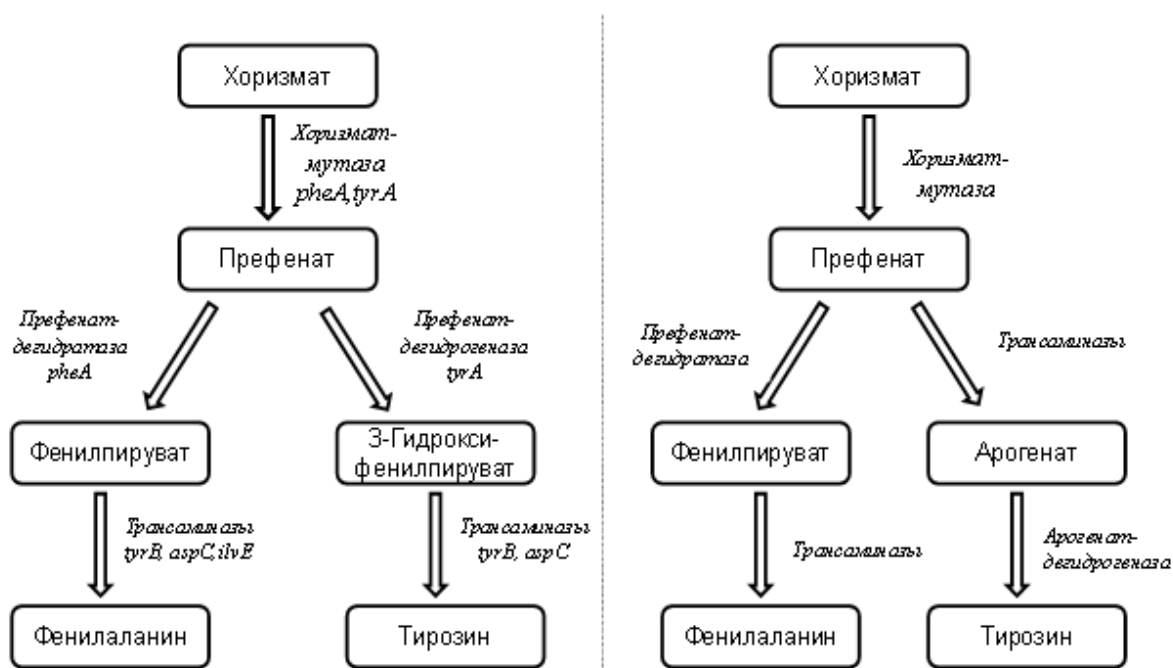 Хоризмат
Хоризмат-
мутаза
pheA,tyrA
Префенат
Префенат-
дегидратаза
pheA
Префенат-
дегидрогеназа
tyrA
Фенилпируват
3-Гидрокси-
фенилпируват
Трансаминазы
tyrB, aspC,ilvE
Трансаминазы
tyrB, aspC
Фенилаланин
Тирозин
Хоризмат
Хоризмат-
мутаза
Префенат
Префенат-
дегидратаза
Трансаминазы
Фенилпируват
Арогенат
Трансаминазы
Арогенат-
дегидрогеназа
Фенилаланин
Тирозин